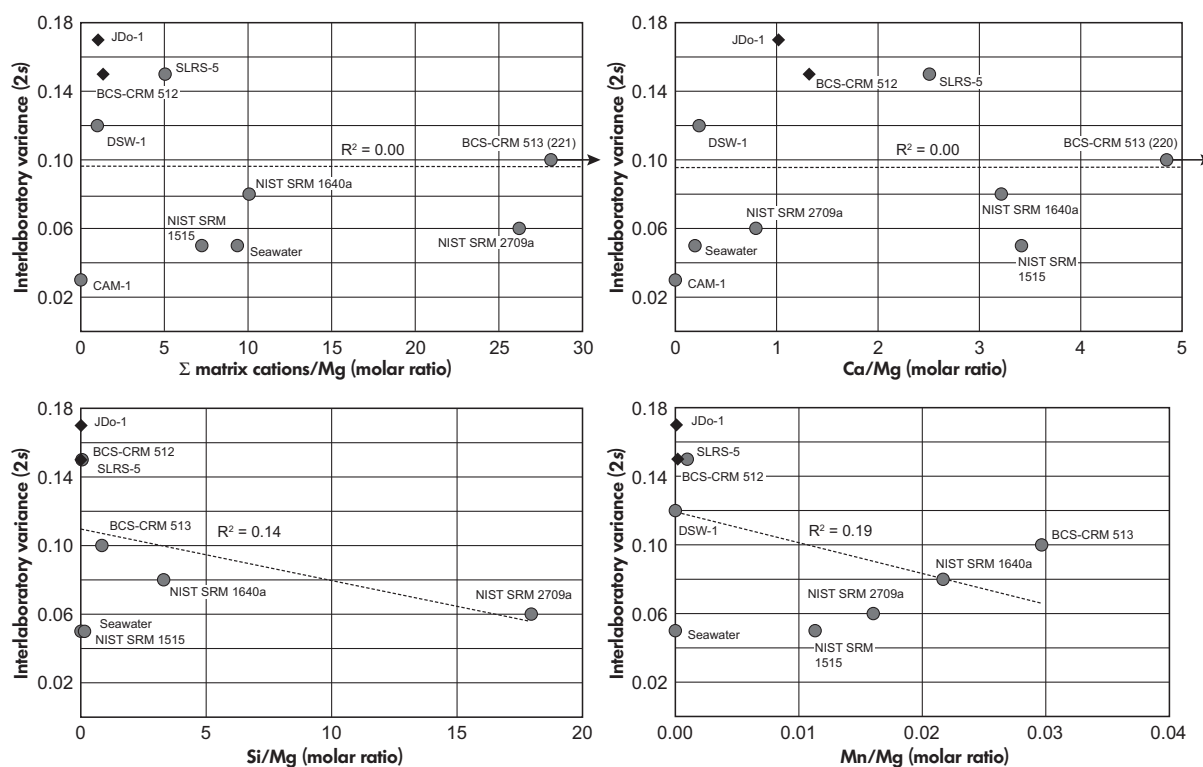 0.18
0.14
0.10
0.06
0.02
Interlaboratory variance (2s)
JDo-1
SLRS-5
BCS-CRM 512
DSW-1
R² = 0.00
BCS-CRM 513 (221)
NIST SRM 1640a
NIST SRM
1515
Seawater
NIST SRM 2709a
CAM-1
0 5 10 15 20 25 30
Σ matrix cations/Mg (molar ratio)
0.18
0.14
0.10
0.06
0.02
Interlaboratory variance (2s)
JDo-1
BCS-CRM 512
SLRS-5
DSW-1
R² = 0.00
BCS-CRM 513 (220)
NIST SRM 2709a
NIST SRM
1640a
Seawater
NIST SRM
1515
CAM-1
0 1 2 3 4 5
Ca/Mg (molar ratio)
0.18
0.14
0.10
0.06
0.02
Interlaboratory variance (2s)
JDo-1
BCS-CRM 512
SLRS-5
BCS-CRM 513
R² = 0.14
NIST SRM 1640a
NIST SRM 2709a
Seawater
NIST SRM 1515
0 5 10 15 20
Si/Mg (molar ratio)
0.18
0.14
0.10
0.06
0.02
Interlaboratory variance (2s)
JDo-1
SLRS-5
BCS-CRM 512
DSW-1
R² = 0.19
BCS-CRM 513
NIST SRM 1640a
NIST SRM 2709a
Seawater
NIST SRM
1515
0.00 0.01 0.02 0.03 0.04
Mn/Mg (molar ratio)